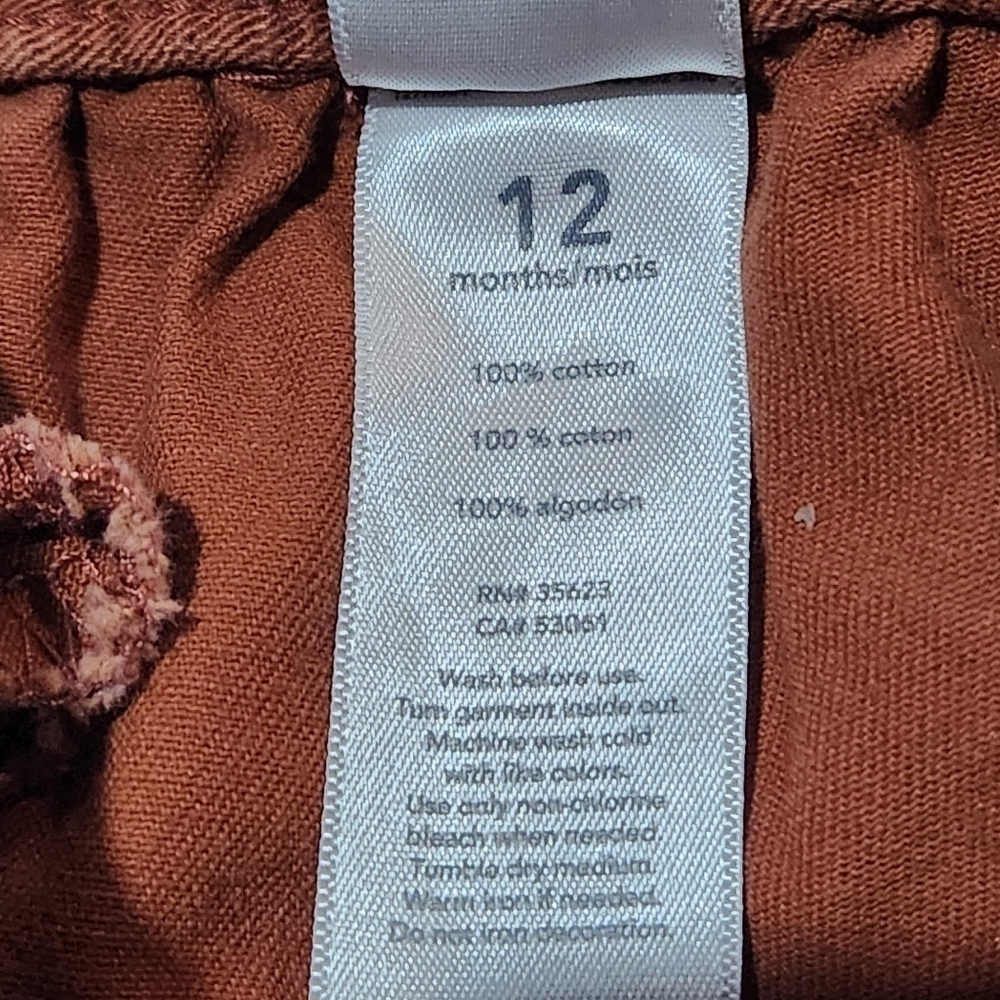 12
months/mois
100% cotton
100 % coton
100% algodón
RN# 35623
CA# 53061
Wash before use.
Turn garment inside out.
Machine wash cold
with like colors.
Use only non-chlorine
bleach when needed.
Tumble dry medium.
Warm iron if needed.
Do not iron decoration.